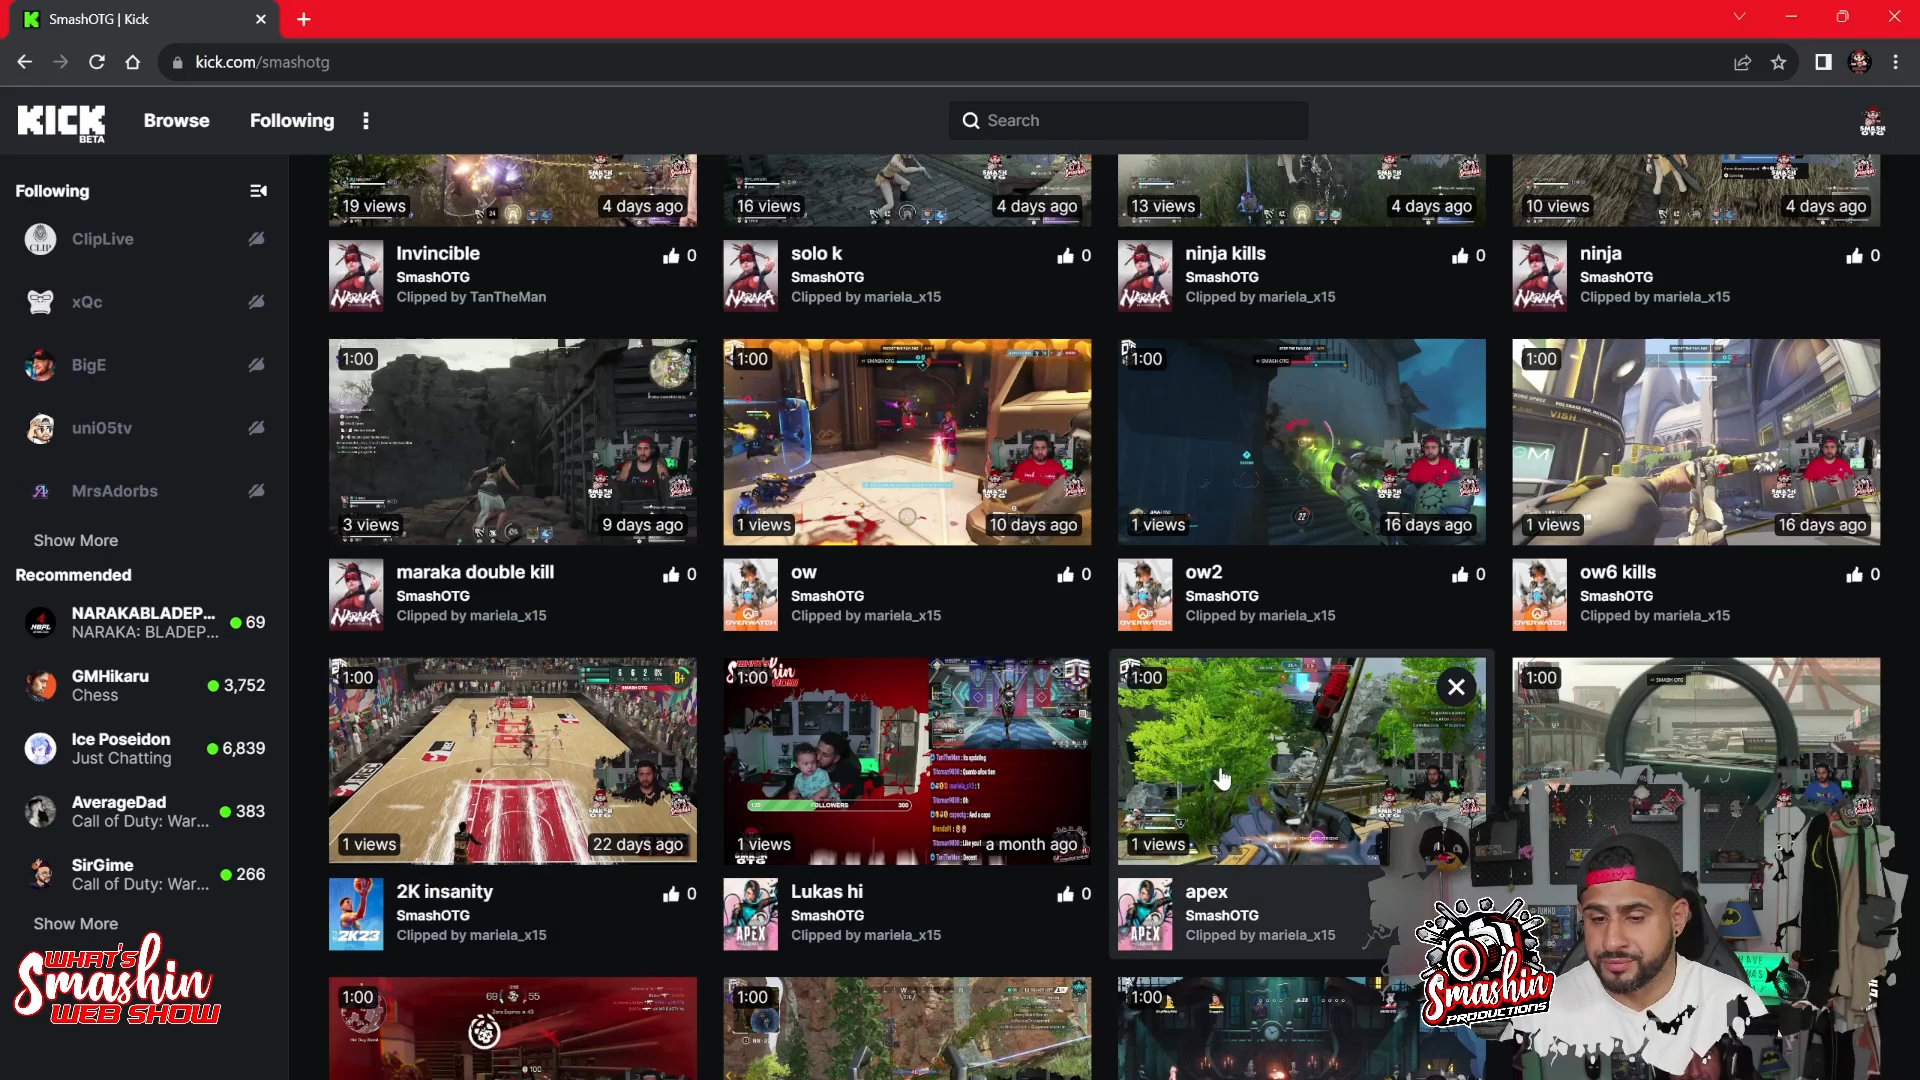 SmashOTG | Kick
kick.com/smashotg
KICK
BETA
Browse
Following
Search
SMASH
OTG
Following
ClipLive
xQc
BigE
uni05tv
MrsAdorbs
Show More
Recommended
NARAKABLADEP...
NARAKA: BLADEP...
69
GMHikaru
Chess
3,752
Ice Poseidon
Just Chatting
6,839
AverageDad
Call of Duty: War...
383
SirGime
Call of Duty: War...
266
Show More
WHAT'S
Smashin
WEB SHOW
19 views
4 days ago
Invincible
0
SmashOTG
Clipped by TanTheMan
16 views
4 days ago
solo k
0
SmashOTG
Clipped by mariela_x15
13 views
4 days ago
ninja kills
0
SmashOTG
Clipped by mariela_x15
10 views
4 days ago
ninja
0
SmashOTG
Clipped by mariela_x15
1:00
3 views
9 days ago
maraka double kill
0
SmashOTG
Clipped by mariela_x15
1:00
1 views
10 days ago
ow
0
SmashOTG
Clipped by mariela_x15
1:00
1 views
16 days ago
ow2
0
SmashOTG
Clipped by mariela_x15
1:00
1 views
16 days ago
ow6 kills
0
SmashOTG
Clipped by mariela_x15
1:00
1 views
22 days ago
2K insanity
0
SmashOTG
Clipped by mariela_x15
1:00
FOLLOWERS
300
1 views
a month ago
Lukas hi
0
SmashOTG
Clipped by mariela_x15
1:00
1 views
apex
SmashOTG
Clipped by mariela_x15
1:00
1:00
1:00
1:00
Smashin
PRODUCTIONS